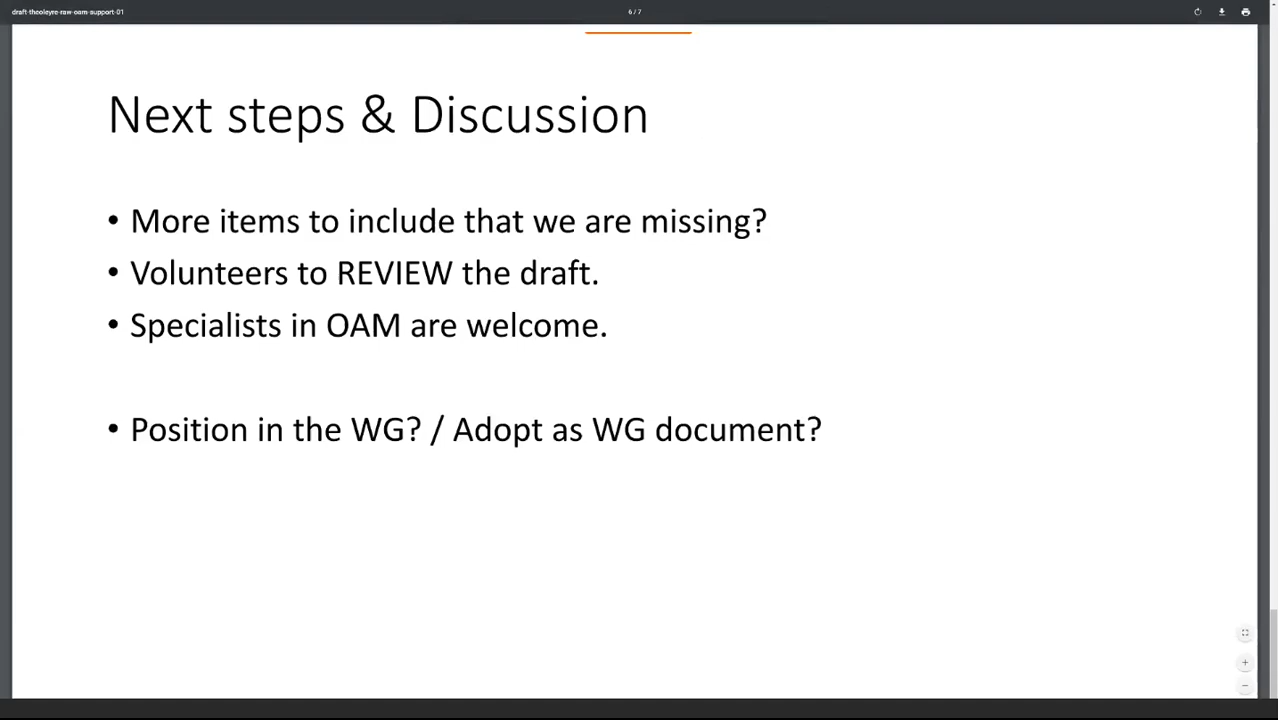 draft-theoleyre-raw-oam-support-01
6 / 7
Next steps & Discussion
• More items to include that we are missing?
• Volunteers to REVIEW the draft.
• Specialists in OAM are welcome.
• Position in the WG? / Adopt as WG document?